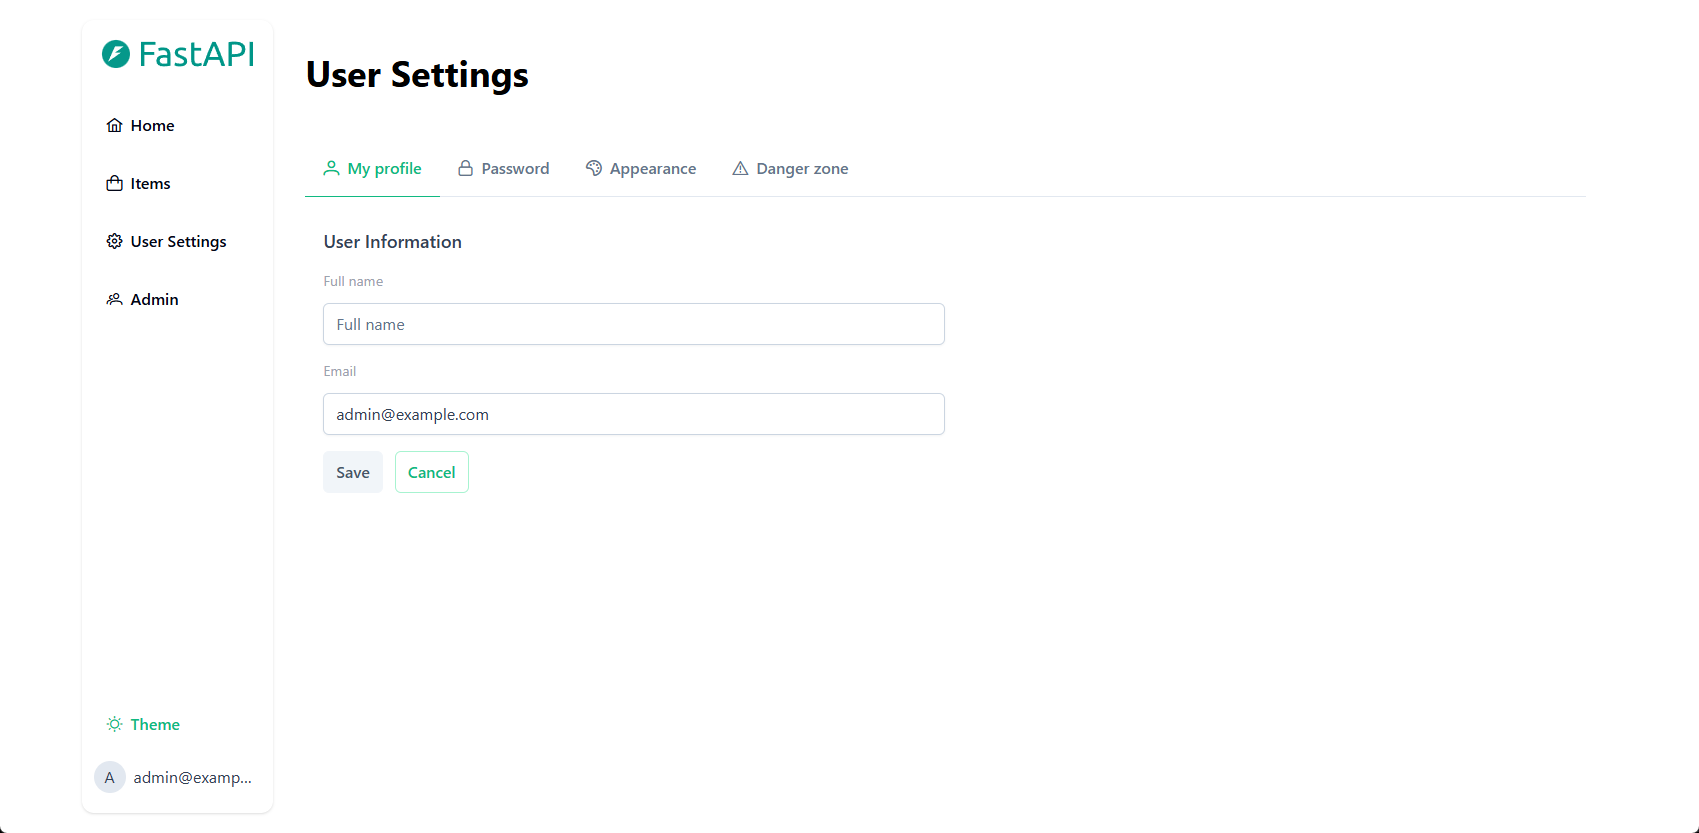 FastAPI
Home
Items
User Settings
Admin
Theme
A admin@examp...
User Settings
My profile Password Appearance Danger zone
User Information
Full name
Full name
Email
admin@example.com
Save Cancel